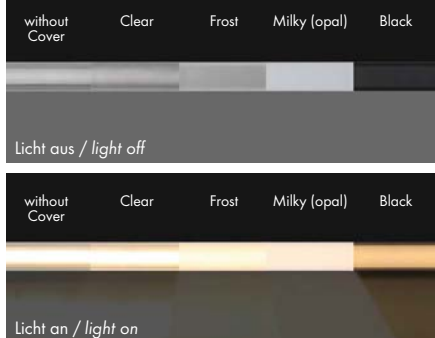 without Clear Frost Milky (opal) Black
Cover
Licht aus / light off
without Clear Frost Milky (opal) Black
Cover
Licht an / light on